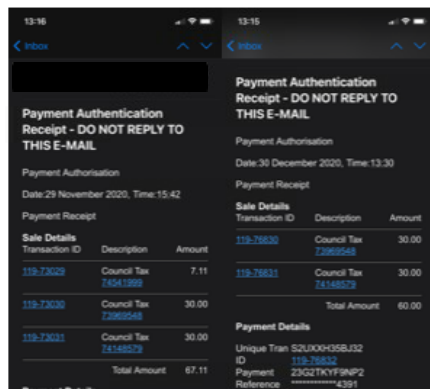 13:16
Inbox
Payment Authentication
Receipt - DO NOT REPLY TO
THIS E-MAIL
Payment Authorisation
Date:29 November 2020, Time:15:42
Payment Receipt
Sale Details
Transaction ID Description Amount
119-73029 Council Tax 7.11
74541999
119-73030 Council Tax 30.00
73969548
119-73031 Council Tax 30.00
74148579
Total Amount 67.11
Payment Details
13:15
Inbox
Payment Authentication
Receipt - DO NOT REPLY TO
THIS E-MAIL
Payment Authorisation
Date:30 December 2020, Time:13:30
Payment Receipt
Sale Details
Transaction ID Description Amount
119-76830 Council Tax 30.00
73969548
119-76831 Council Tax 30.00
74148579
Total Amount 60.00
Payment Details
Unique Tran S2UXXH35BJ32
ID 119-76832
Payment 23G2TKYF9NP2
Reference ************4391